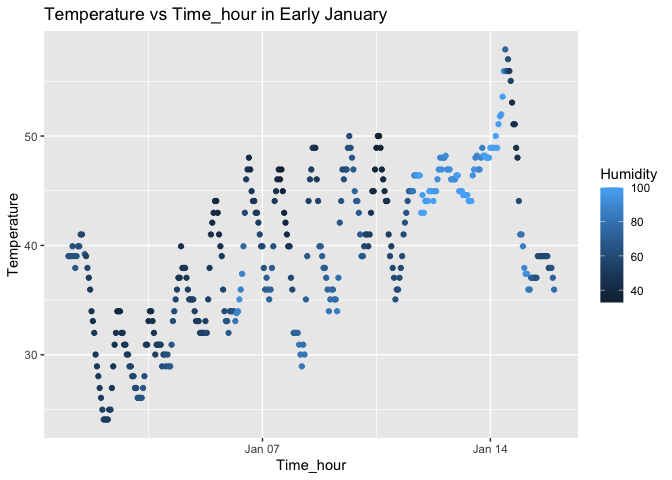 Temperature vs Time_hour in Early January
Temperature
50
40
30
Jan 07
Jan 14
Time_hour
Humidity
100
80
60
40